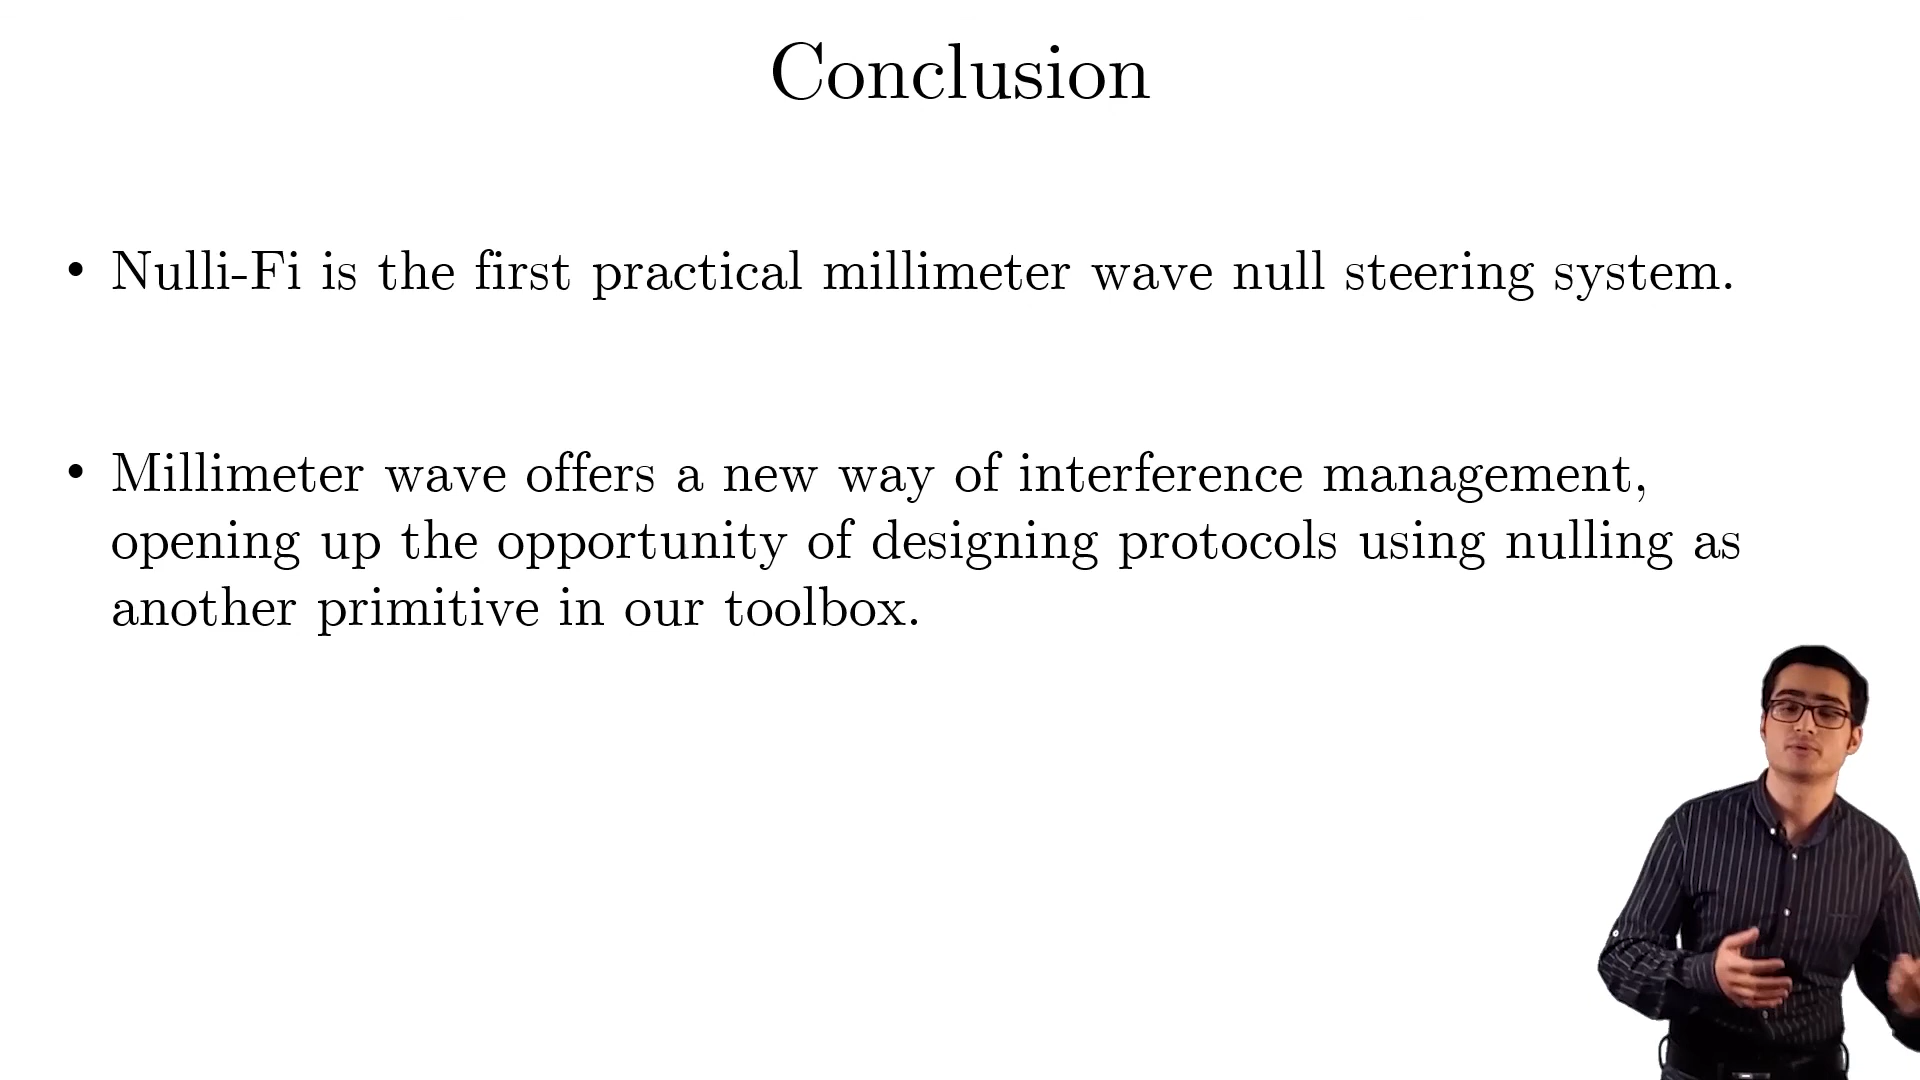 Conclusion
• Nulli-Fi is the first practical millimeter wave null steering system.
• Millimeter wave offers a new way of interference management,
opening up the opportunity of designing protocols using nulling as
another primitive in our toolbox.